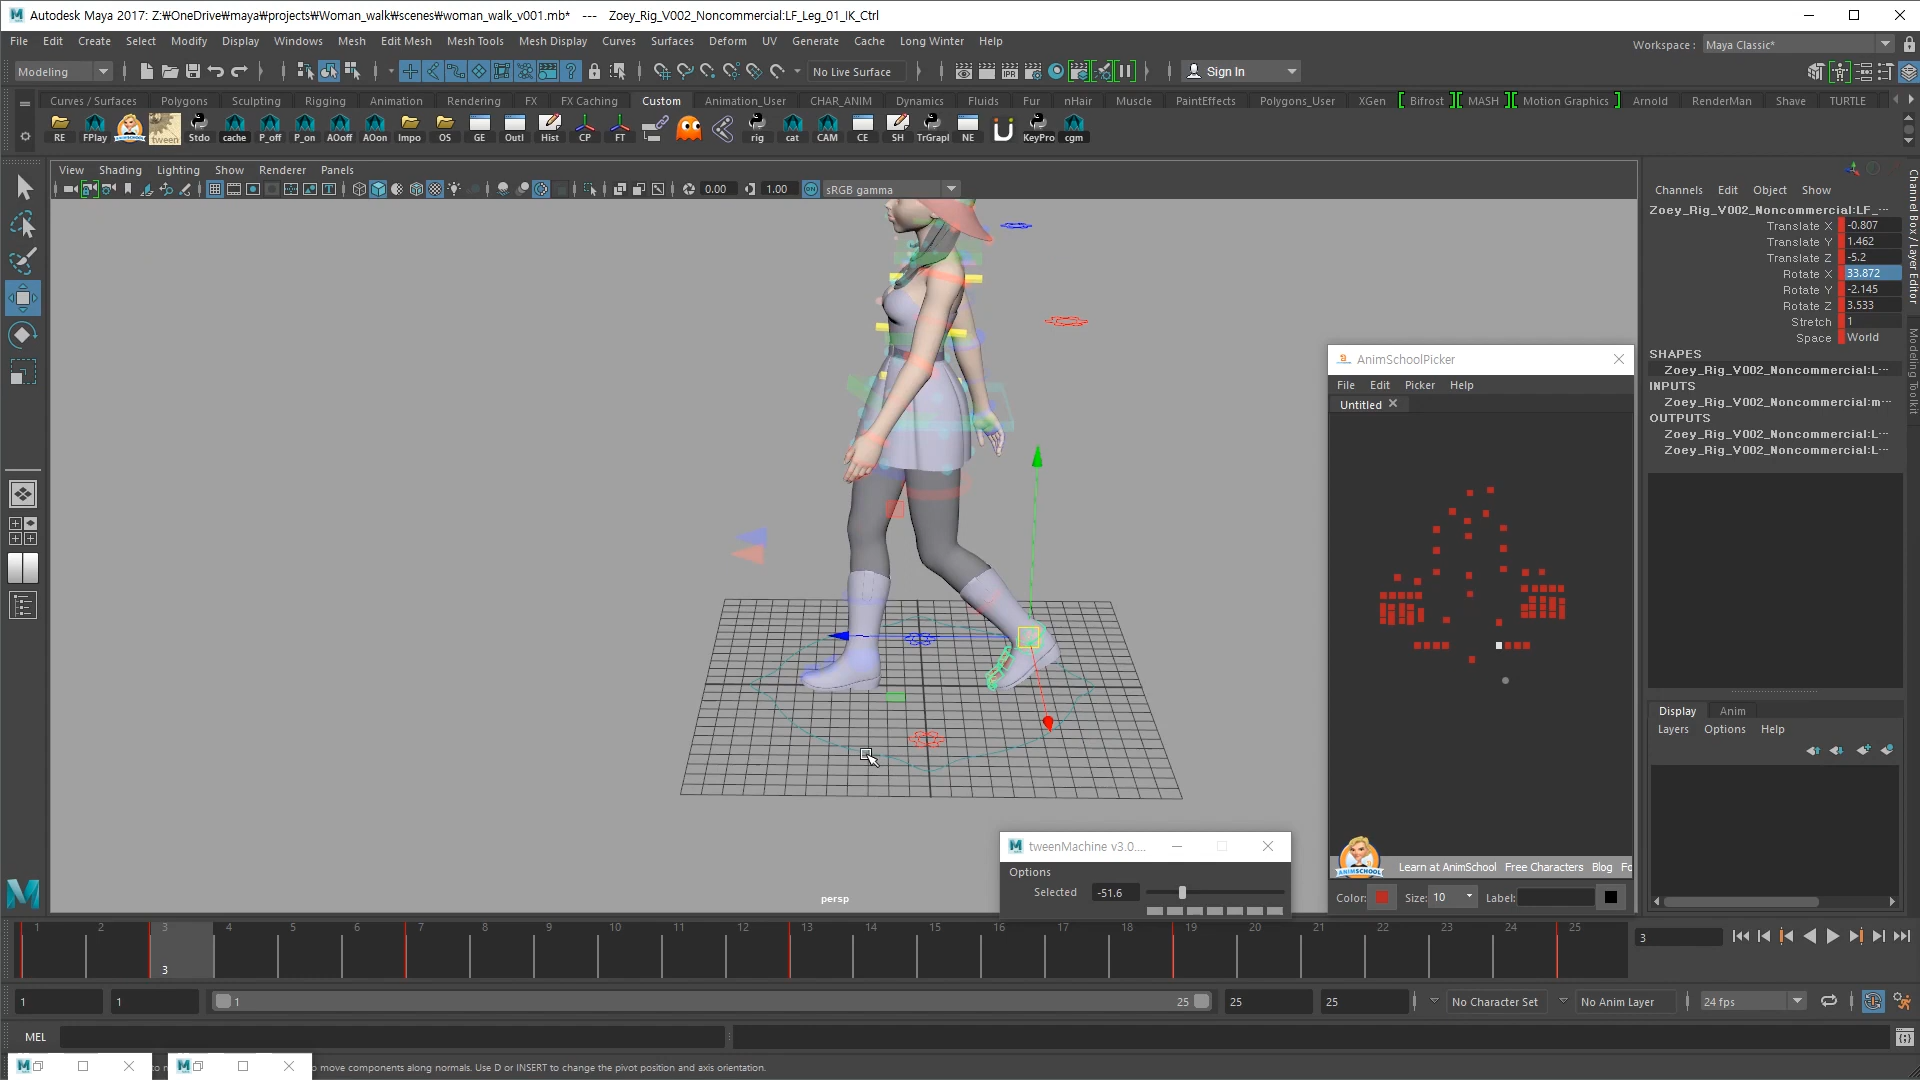 Autodesk Maya 2017: Z:₩OneDrive₩maya₩projects₩Woman_walk₩scenes₩woman_walk_v001.mb*   ---   Zoey_Rig_V002_Noncommercial:LF_Leg_01_IK_Ctrl
File Edit Create Select Modify Display Windows Mesh Edit Mesh Mesh Tools Mesh Display Curves Surfaces Deform UV Generate Cache Long Winter Help
Workspace : Maya Classic*
Modeling No Live Surface Sign In
Curves / Surfaces Polygons Sculpting Rigging Animation Rendering FX FX Caching Custom Animation_User CHAR_ANIM Dynamics Fluids Fur nHair Muscle PaintEffects Polygons_User XGen Bifrost MASH Motion Graphics Arnold RenderMan Shave TURTLE
RE FPlay tween Stdo cache P_off P_on AOoff AOon Impo OS GE Outl Hist CP FT rig cat CAM CE SH TrGrapl NE KeyPro cgm
View Shading Lighting Show Renderer Panels
0.00 1.00 ON sRGB gamma
IPR
persp
Channels Edit Object Show
Zoey_Rig_V002_Noncommercial:LF_···
Translate X -0.807
Translate Y 1.462
Translate Z -5.2
Rotate X 33.872
Rotate Y -2.145
Rotate Z 3.533
Stretch 1
Space World
SHAPES
Zoey_Rig_V002_Noncommercial:L···
INPUTS
Zoey_Rig_V002_Noncommercial:m···
OUTPUTS
Zoey_Rig_V002_Noncommercial:L···
Zoey_Rig_V002_Noncommercial:L···
Channel Box / Layer Editor
Modeling Toolkit
AnimSchoolPicker
File Edit Picker Help
Untitled
ANIMSCHOOL
Learn at AnimSchool Free Characters Blog Fo
Color: Size: 10 Label:
tweenMachine v3.0....
Options
Selected -51.6
Display Anim
Layers Options Help
1 2 3 4 5 6 7 8 9 10 11 12 13 14 15 16 17 18 19 20 21 22 23 24 25
3
3
1 1 1 25 25 25 No Character Set No Anim Layer 24 fps
MEL
o move components along normals. Use D or INSERT to change the pivot position and axis orientation.